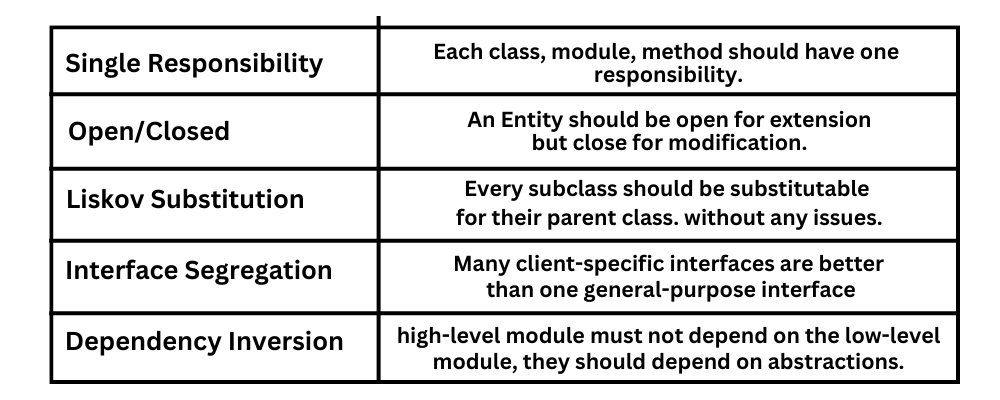 Single Responsibility
Each class, module, method should have one
responsibility.
Open/Closed
An Entity should be open for extension
but close for modification.
Liskov Substitution
Every subclass should be substitutable
for their parent class. without any issues.
Interface Segregation
Many client-specific interfaces are better
than one general-purpose interface
Dependency Inversion
high-level module must not depend on the low-level
module, they should depend on abstractions.